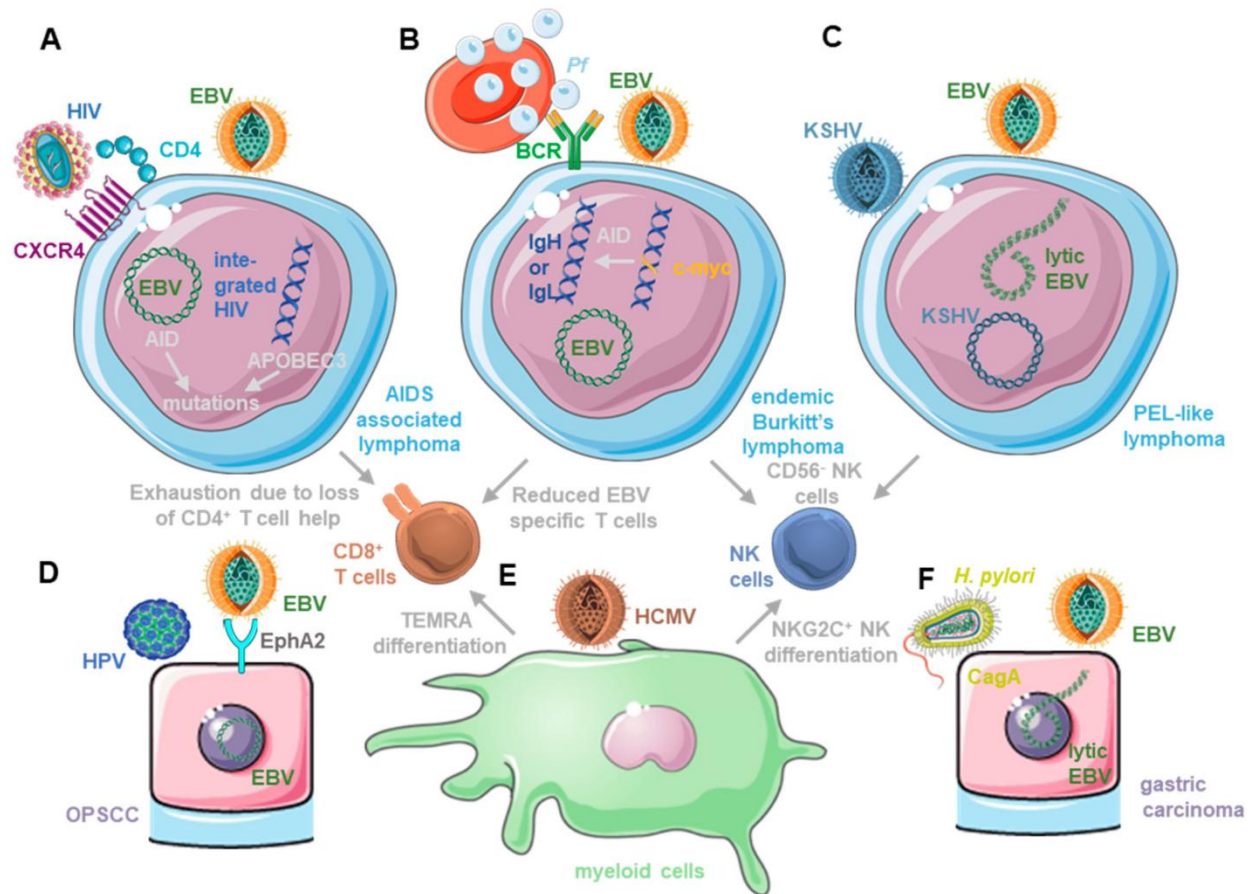 A
HIV
EBV
CD4
CXCR4
EBV
inte-
grated
HIV
AID
APOBEC3
mutations
AIDS
associated
lymphoma
B
Pf
EBV
BCR
IgH
or
IgL
AID
c-myc
EBV
endemic
Burkitt's
lymphoma
C
EBV
KSHV
lytic
EBV
KSHV
PEL-like
lymphoma
Exhaustion due to loss
of CD4⁺ T cell help
Reduced EBV
specific T cells
CD56⁻ NK
cells
CD8⁺
T cells
NK
cells
D
EBV
HPV
EphA2
EBV
OPSCC
E
HCMV
TEMRA
differentiation
NKG2C⁺ NK
differentiation
myeloid cells
F
H. pylori
EBV
CagA
lytic
EBV
gastric
carcinoma